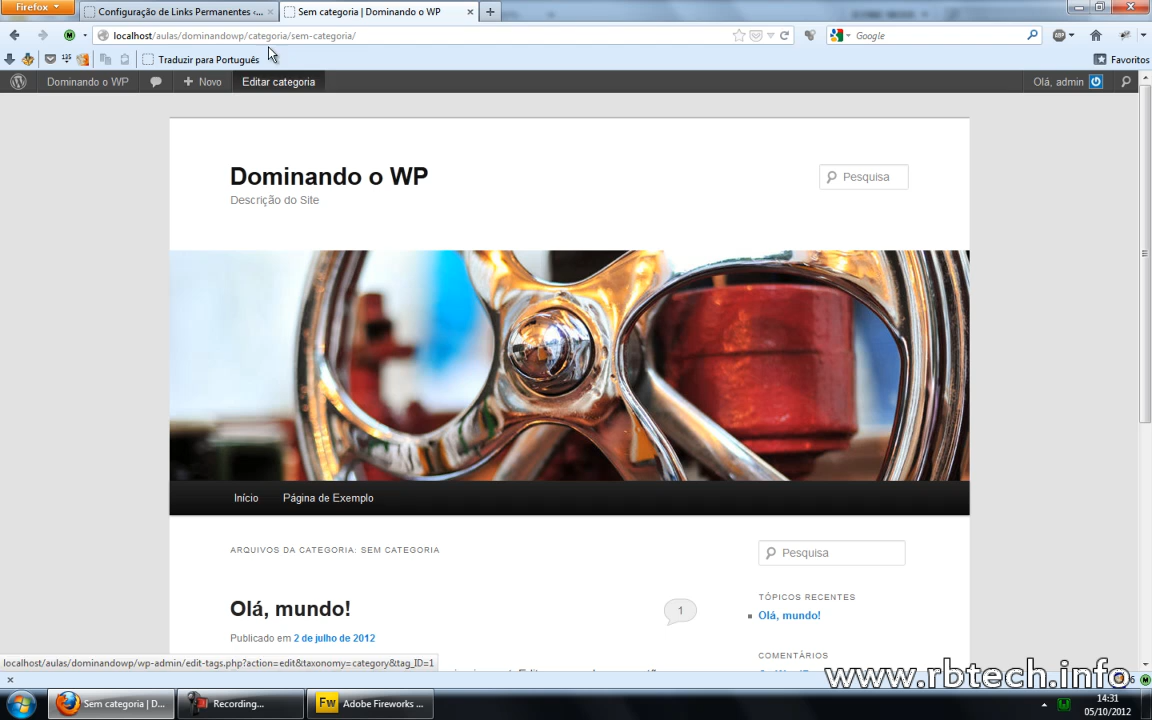 Firefox
Configuração de Links Permanentes <...
Sem categoria | Dominando o WP
localhost/aulas/dominandowp/categoria/sem-categoria/
Google
Traduzir para Português
Favoritos
Dominando o WP
Novo
Editar categoria
Olá, admin
Dominando o WP
Descrição do Site
Pesquisa
Início
Página de Exemplo
ARQUIVOS DA CATEGORIA: SEM CATEGORIA
Pesquisa
Olá, mundo!
1
TÓPICOS RECENTES
Olá, mundo!
Publicado em 2 de julho de 2012
COMENTÁRIOS
localhost/aulas/dominandowp/wp-admin/edit-tags.php?action=edit&taxonomy=category&tag_ID=1
www.rbtech.info
Sem categoria | D...
Recording...
Fw
Adobe Fireworks ...
14:31
05/10/2012